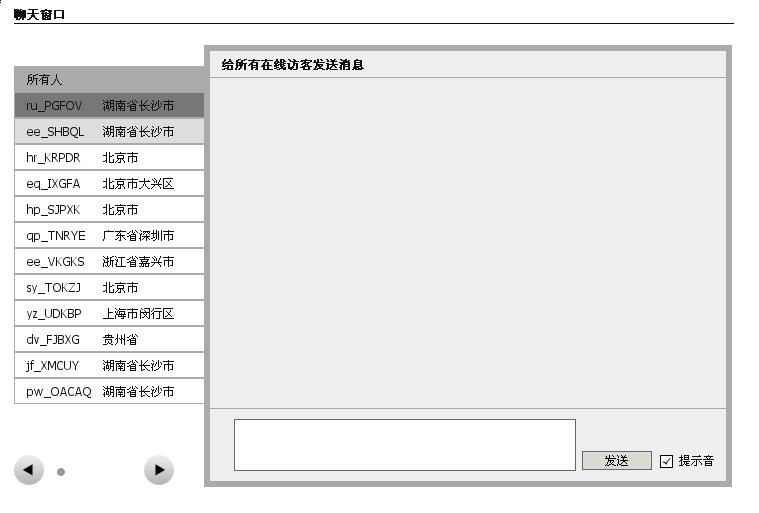 聊天窗口
给所有在线访客发送消息
所有人
ru_PGFOV 湖南省长沙市
ee_SHBQL 湖南省长沙市
hr_KRPDR 北京市
eq_IXGFA 北京市大兴区
hp_SJPXK 北京市
qp_TNRYE 广东省深圳市
ee_VKGKS 浙江省嘉兴市
sy_TOKZJ 北京市
yz_UDKBP 上海市闵行区
dv_FJBXG 贵州省
jf_XMCUY 湖南省长沙市
pw_OACAQ 湖南省长沙市
发送 提示音